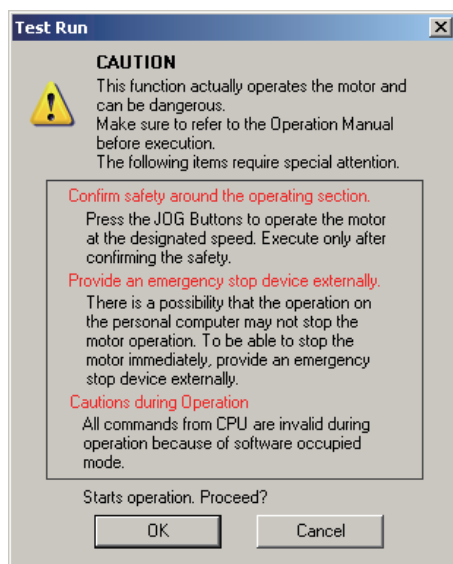 Test Run
CAUTION
This function actually operates the motor and
can be dangerous.
Make sure to refer to the Operation Manual
before execution.
The following items require special attention.
Confirm safety around the operating section.
Press the JOG Buttons to operate the motor
at the designated speed. Execute only after
confirming the safety.
Provide an emergency stop device externally.
There is a possibility that the operation on
the personal computer may not stop the
motor operation. To be able to stop the
motor immediately, provide an emergency
stop device externally.
Cautions during Operation
All commands from CPU are invalid during
operation because of software occupied
mode.
Starts operation. Proceed?
OK
Cancel